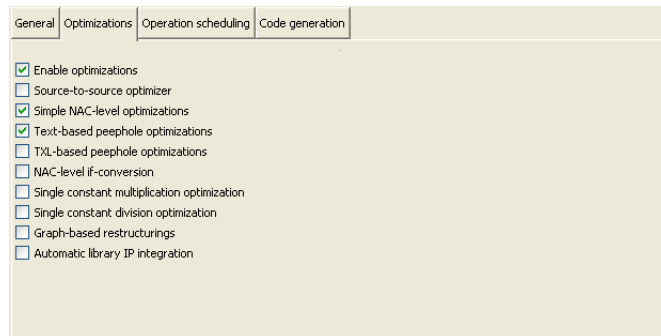 General Optimizations Operation scheduling Code generation
Enable optimizations
Source-to-source optimizer
Simple NAC-level optimizations
Text-based peephole optimizations
TXL-based peephole optimizations
NAC-level if-conversion
Single constant multiplication optimization
Single constant division optimization
Graph-based restructurings
Automatic library IP integration